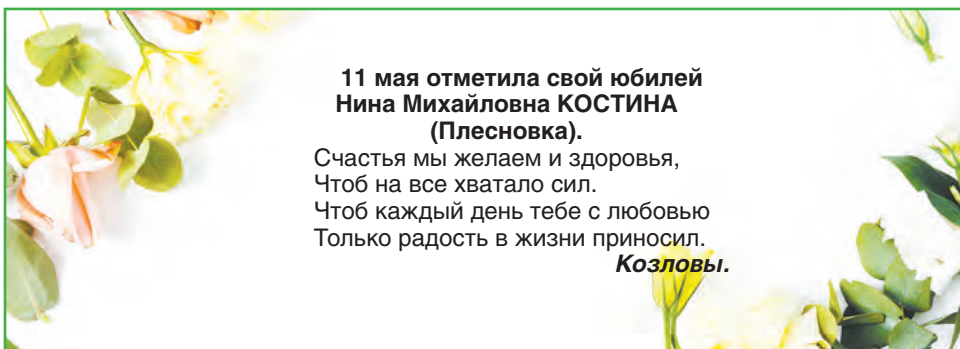 11 мая отметила свой юбилей
Нина Михайловна КОСТИНА
(Плесновка).
Счастья мы желаем и здоровья,
Чтоб на все хватало сил.
Чтоб каждый день тебе с любовью
Только радость в жизни приносил.
Козловы.